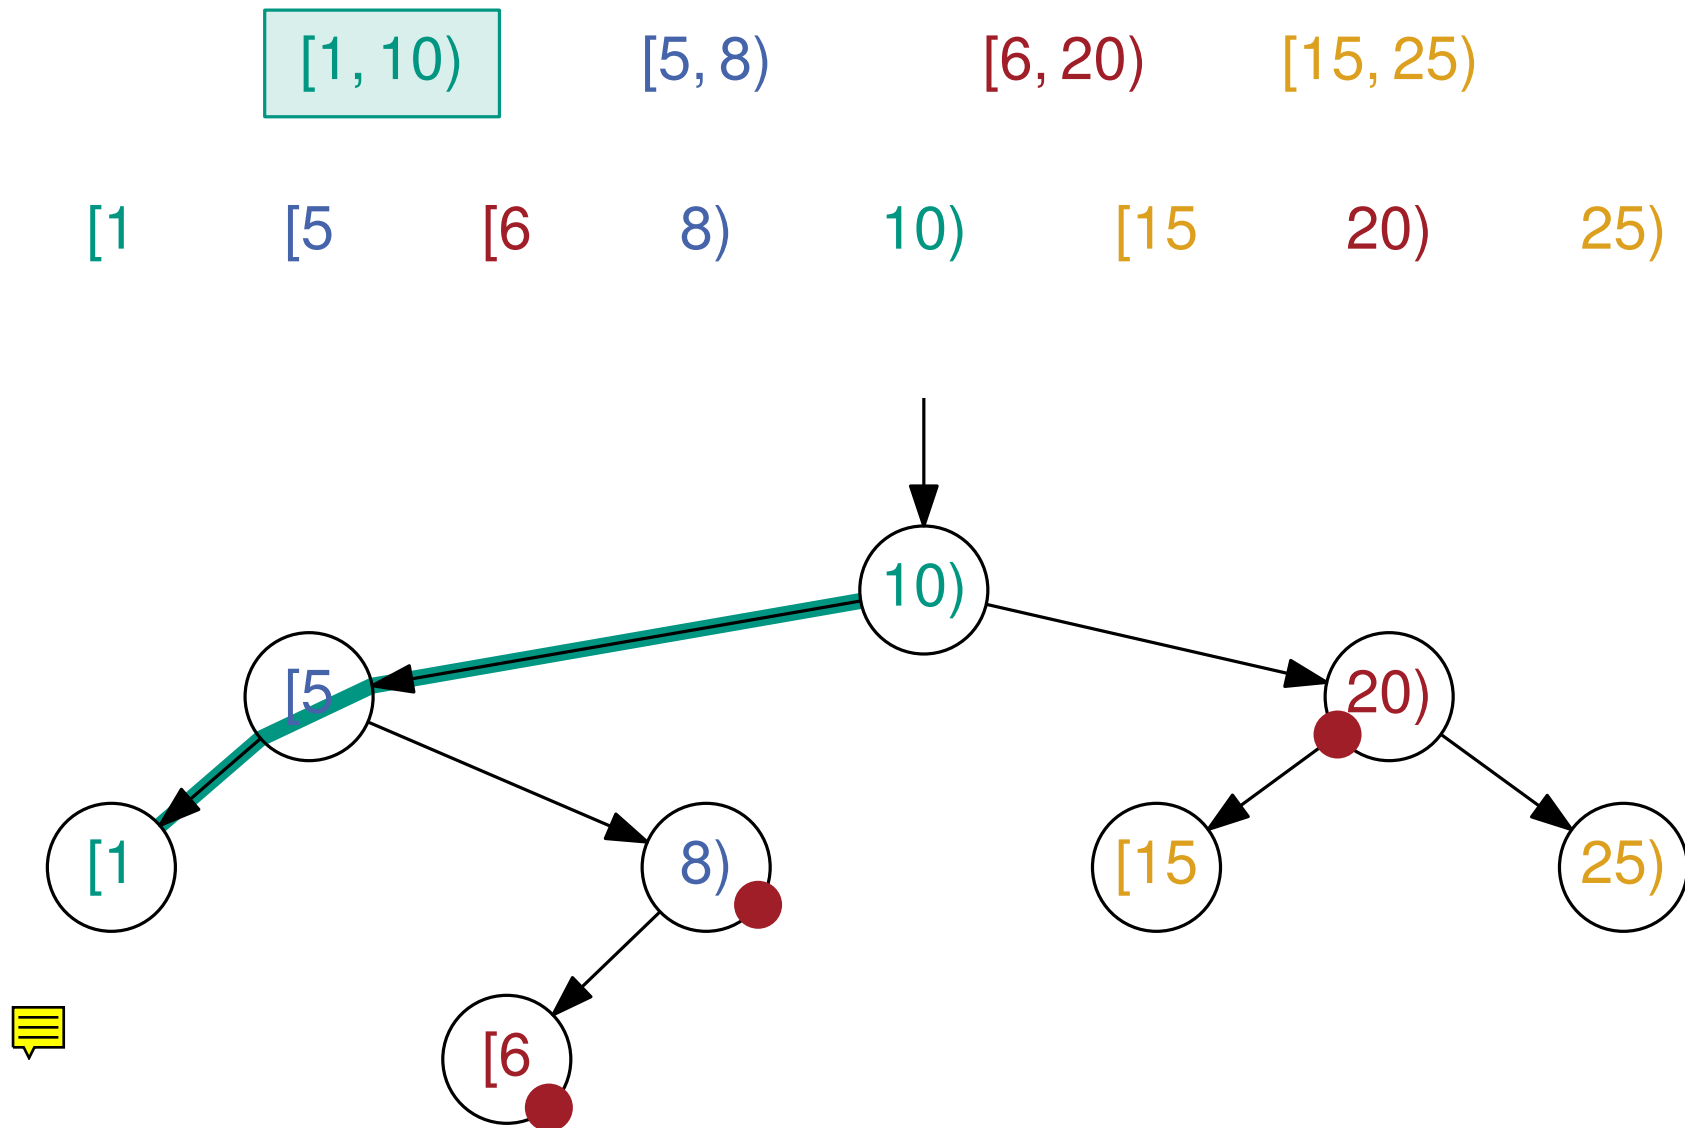 [1, 10) [5, 8) [6, 20) [15, 25)
[1 [5 [6 8) 10) [15 20) 25)
10)
[5 20)
[1 8) [15 25)
[6